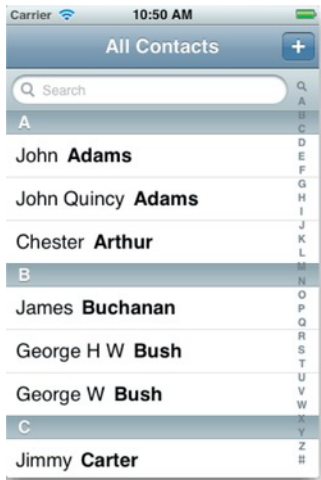 Carrier 10:50 AM
All Contacts +
Search
A
John Adams
John Quincy Adams
Chester Arthur
B
James Buchanan
George H W Bush
George W Bush
C
Jimmy Carter
A
B
C
D
E
F
G
H
I
J
K
L
M
N
O
P
Q
R
S
T
U
V
W
X
Y
Z
#